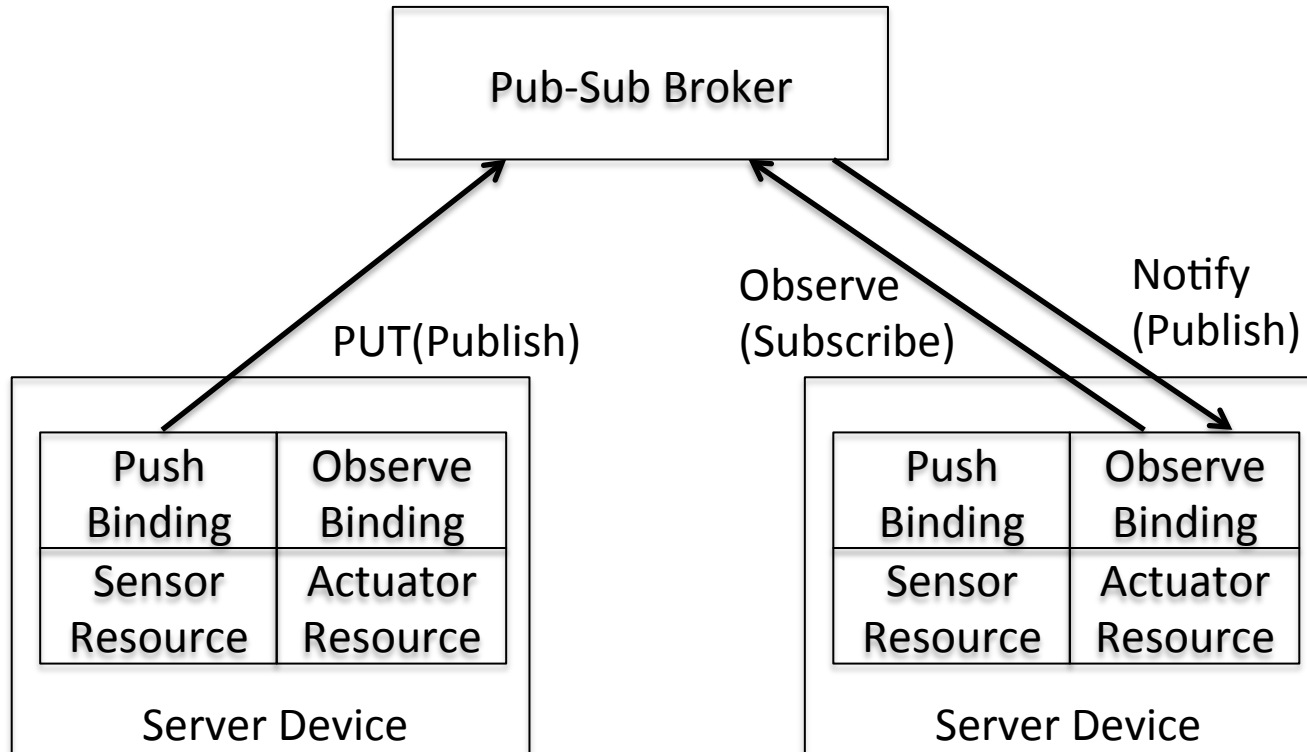 Pub-Sub Broker
PUT(Publish)
Observe
(Subscribe)
Notify
(Publish)
Push
Binding
Observe
Binding
Sensor
Resource
Actuator
Resource
Server Device
Push
Binding
Observe
Binding
Sensor
Resource
Actuator
Resource
Server Device